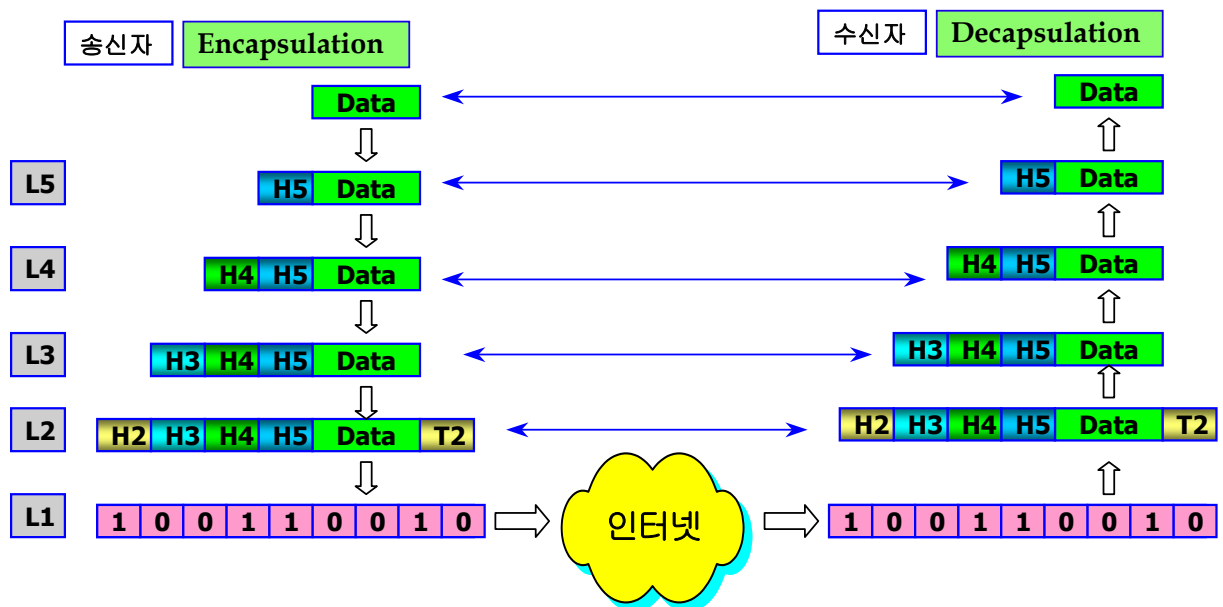 송신자 Encapsulation 수신자 Decapsulation
Data Data
L5 H5 Data H5 Data
L4 H4 H5 Data H4 H5 Data
L3 H3 H4 H5 Data H3 H4 H5 Data
L2 H2 H3 H4 H5 Data T2 H2 H3 H4 H5 Data T2
L1 1 0 0 1 1 0 0 1 0 인터넷 1 0 0 1 1 0 0 1 0